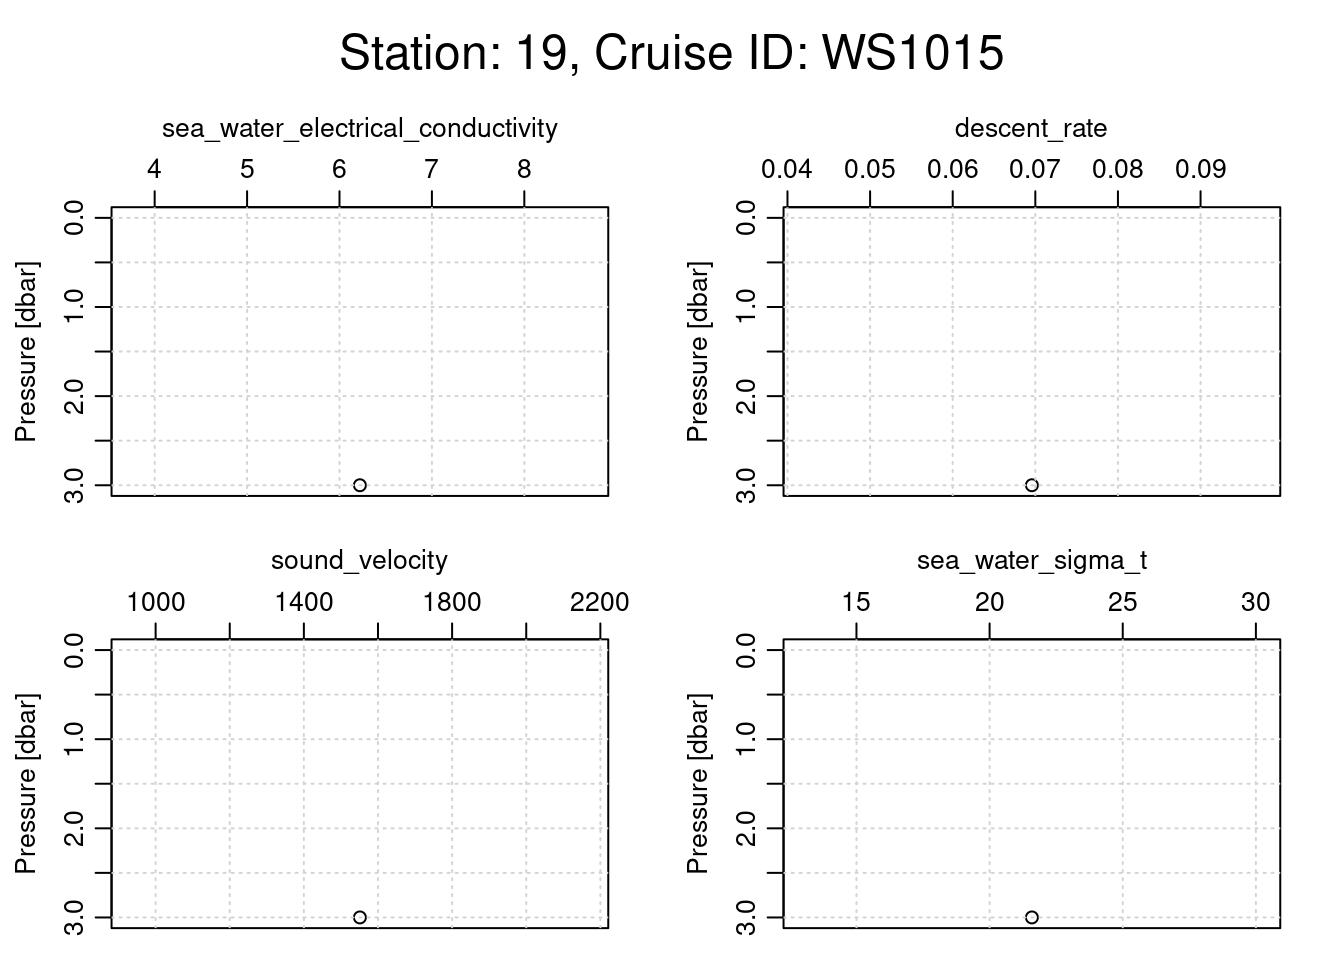 Station: 19, Cruise ID: WS1015
sea_water_electrical_conductivity
4 5 6 7 8
Pressure [dbar]
0.0
1.0
2.0
3.0
descent_rate
0.04 0.05 0.06 0.07 0.08 0.09
Pressure [dbar]
0.0
1.0
2.0
3.0
sound_velocity
1000 1400 1800 2200
Pressure [dbar]
0.0
1.0
2.0
3.0
sea_water_sigma_t
15 20 25 30
Pressure [dbar]
0.0
1.0
2.0
3.0